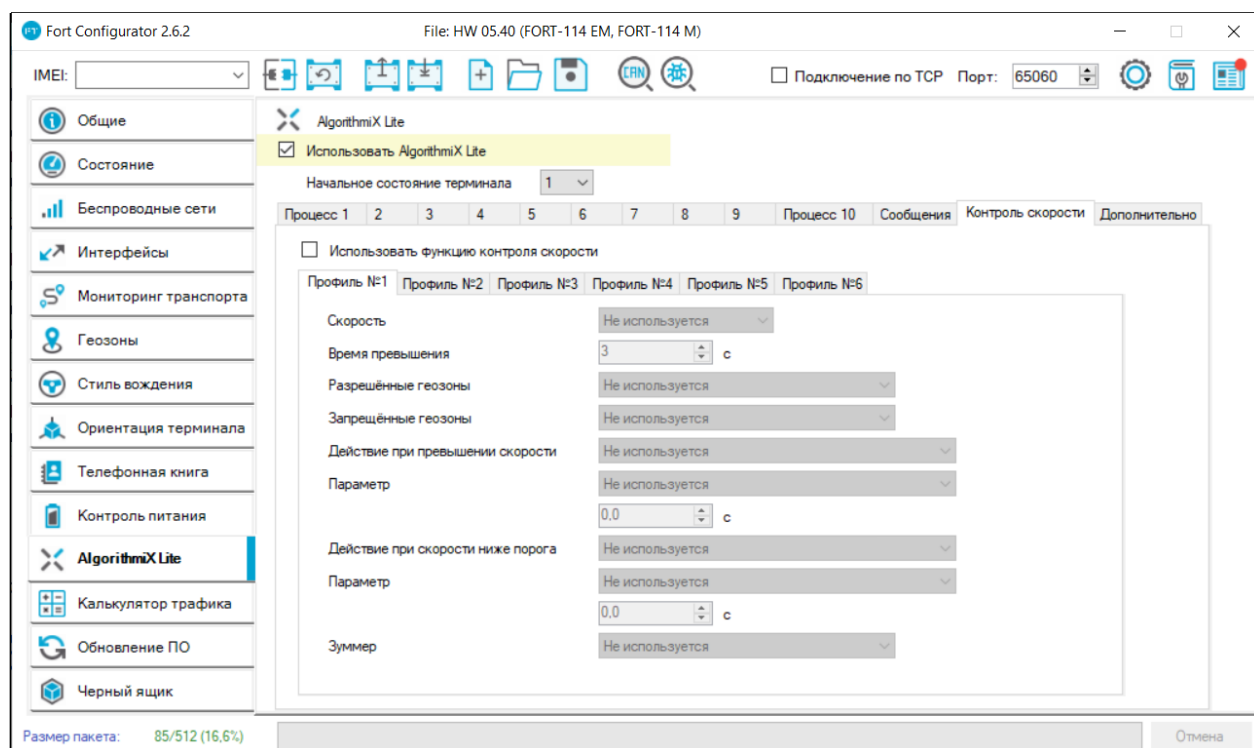 FT Fort Configurator 2.6.2 File: HW 05.40 (FORT-114 EM, FORT-114 M)
IMEI: CAN Подключение по TCP Порт: 65060
Общие
Состояние
Беспроводные сети
Интерфейсы
Мониторинг транспорта
Геозоны
Стиль вождения
Ориентация терминала
Телефонная книга
Контроль питания
AlgorithmiX Lite
Калькулятор трафика
Обновление ПО
Черный ящик
AlgorithmiX Lite
Использовать AlgorithmiX Lite
Начальное состояние терминала 1
Процесс 1 2 3 4 5 6 7 8 9 Процесс 10 Сообщения Контроль скорости Дополнительно
Использовать функцию контроля скорости
Профиль №1 Профиль №2 Профиль №3 Профиль №4 Профиль №5 Профиль №6
Скорость Не используется
Время превышения 3 с
Разрешённые геозоны Не используется
Запрещённые геозоны Не используется
Действие при превышении скорости Не используется
Параметр Не используется
0,0 с
Действие при скорости ниже порога Не используется
Параметр Не используется
0,0 с
Зуммер Не используется
Размер пакета: 85/512 (16,6%) Отмена